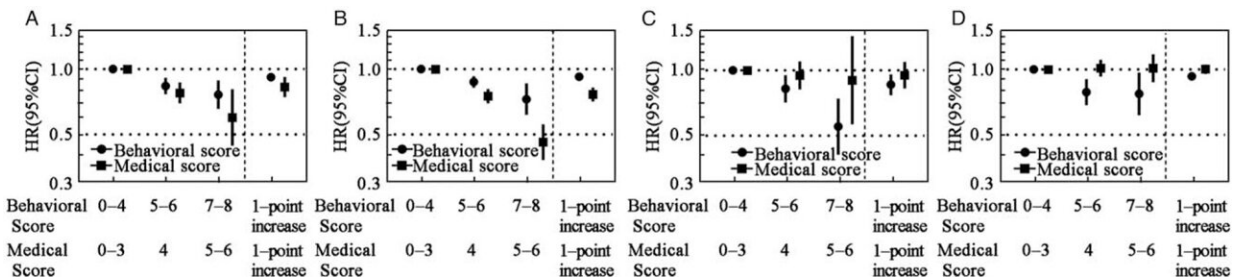 A B C D
1.5 1.5 1.5 1.5
1.0 1.0 1.0 1.0
HR(95%CI) HR(95%CI) HR(95%CI) HR(95%CI)
0.5 0.5 0.5 0.5
Behavioral score Behavioral score Behavioral score Behavioral score
Medical score Medical score Medical score Medical score
0.3 0.3 0.3 0.3
Behavioral 0–4 5–6 7–8 1–point Behavioral 0–4 5–6 7–8 1–point Behavioral 0–4 5–6 7–8 1–point Behavioral 0–4 5–6 7–8 1–point
Score increase Score increase Score increase Score increase
Medical 0–3 4 5–6 1–point Medical 0–3 4 5–6 1–point Medical 0–3 4 5–6 1–point Medical 0–3 4 5–6 1–point
Score increase Score increase Score increase Score increase